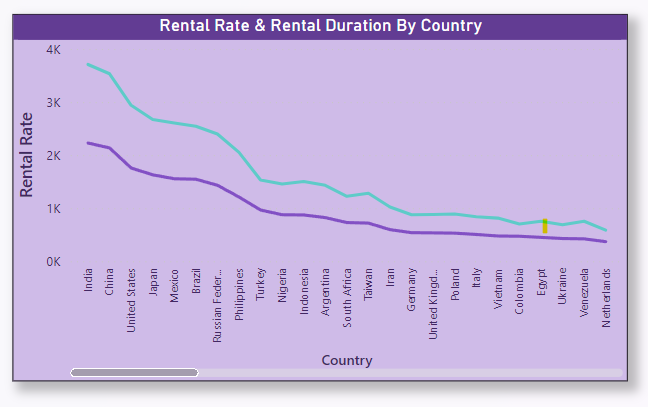 Rental Rate & Rental Duration By Country
Rental Rate
4K
3K
2K
1K
0K
India
China
United States
Japan
Mexico
Brazil
Russian Feder...
Philippines
Turkey
Nigeria
Indonesia
Argentina
South Africa
Taiwan
Iran
Germany
United Kingd...
Poland
Italy
Vietnam
Colombia
Egypt
Ukraine
Venezuela
Netherlands
Country